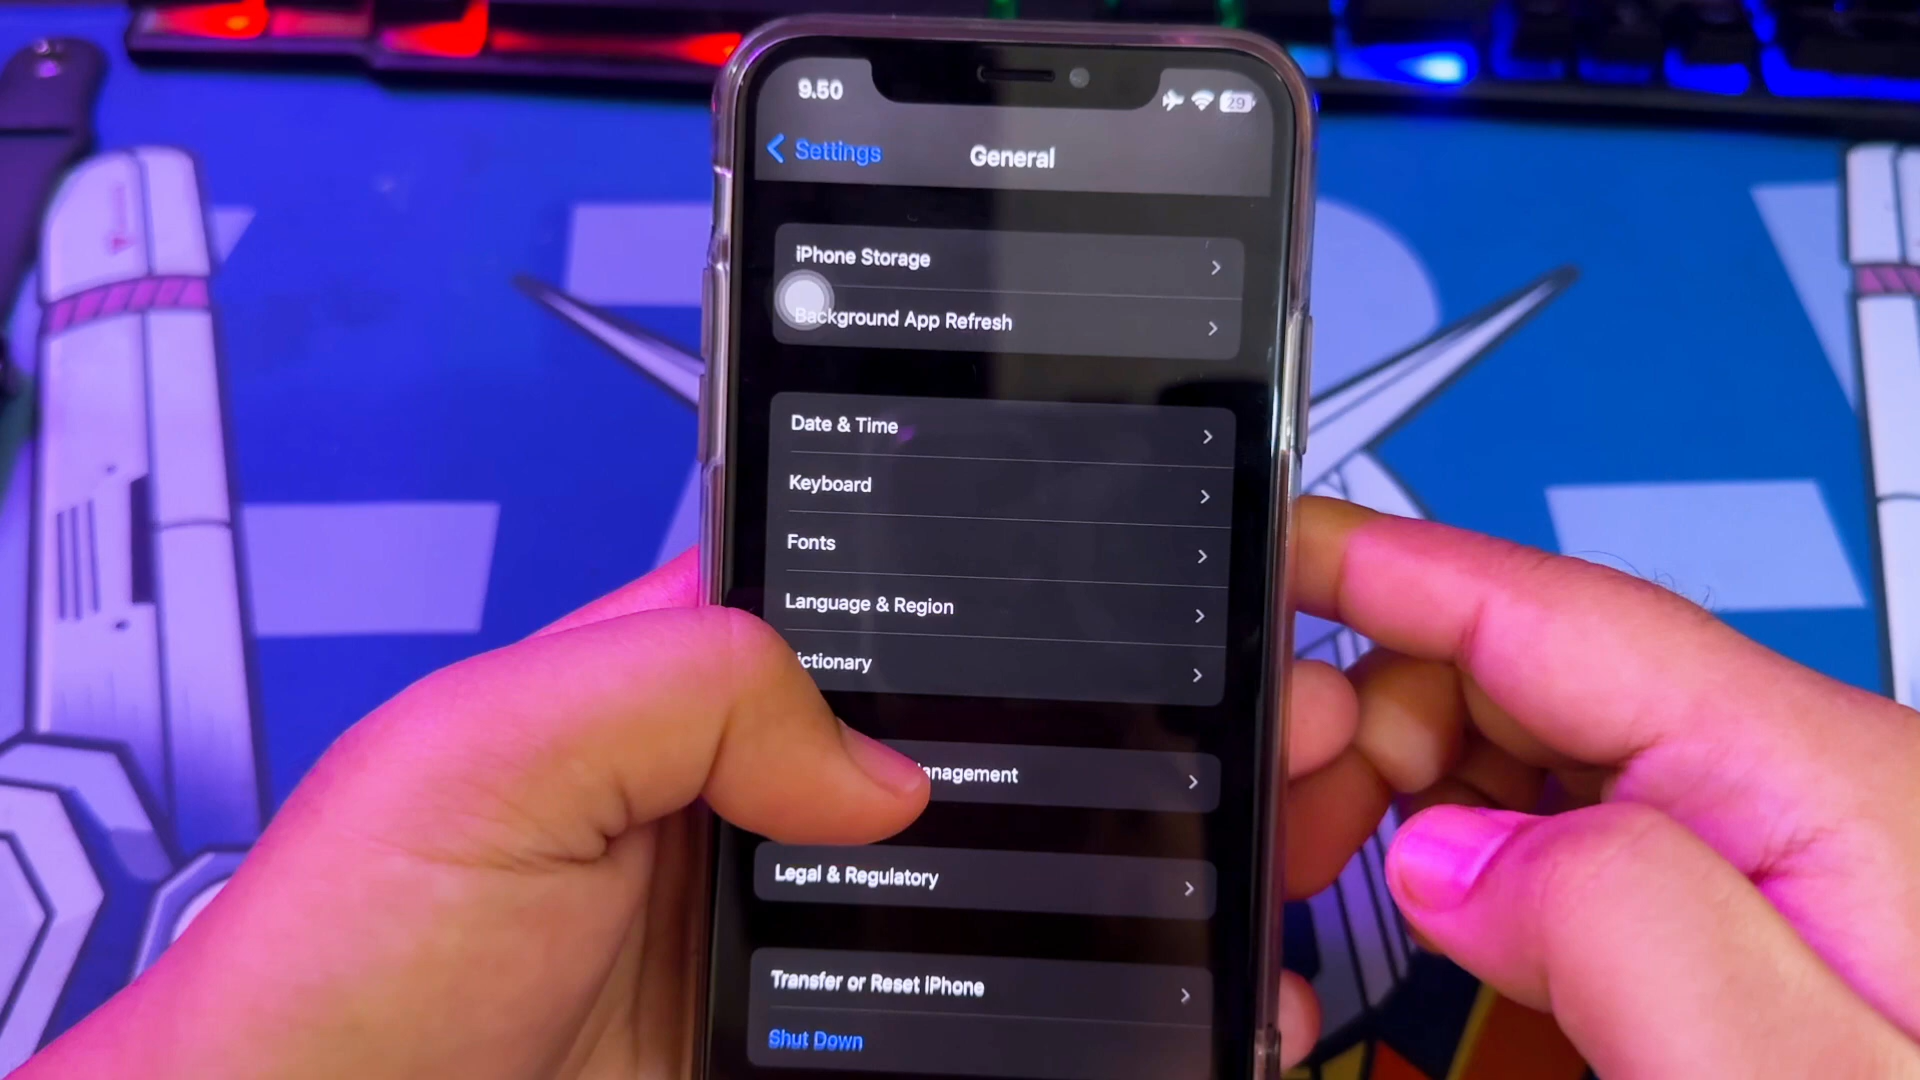 9.50
29
Settings
General
iPhone Storage
Background App Refresh
Date & Time
Keyboard
Fonts
Language & Region
ictionary
anagement
Legal & Regulatory
Transfer or Reset iPhone
Shut Down